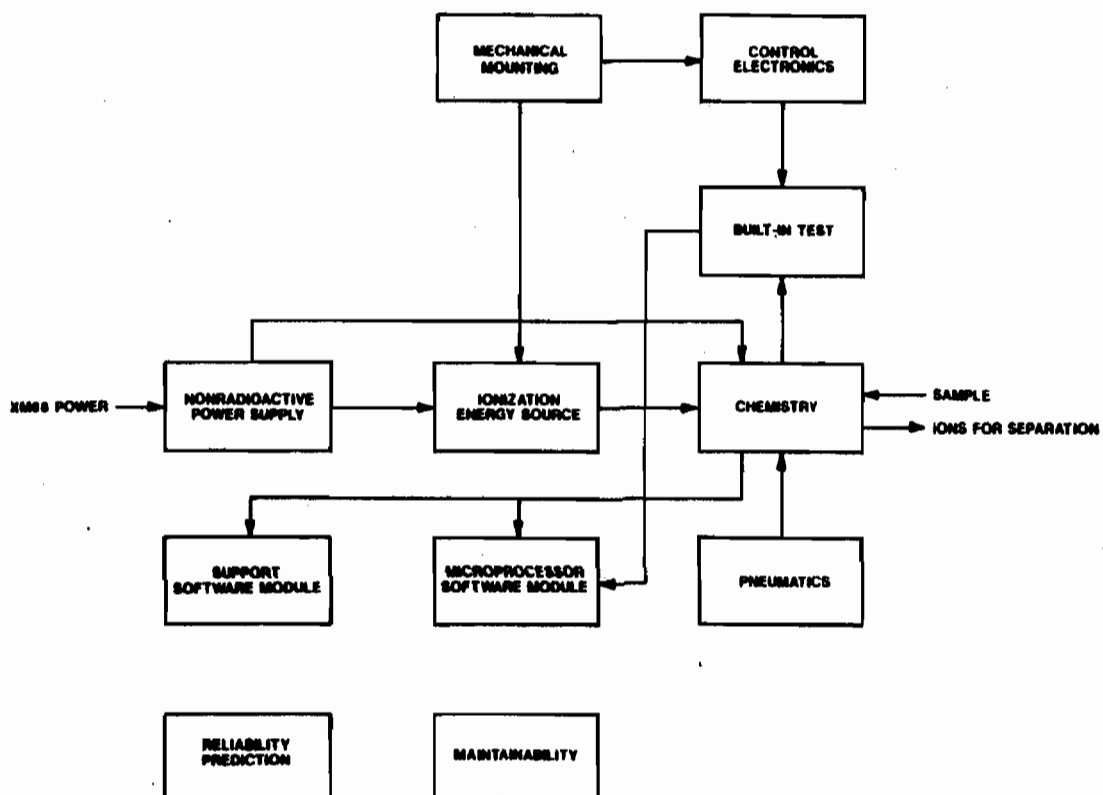 MECHANICAL
MOUNTING
CONTROL
ELECTRONICS
BUILT-IN TEST
XM88 POWER
NONRADIOACTIVE
POWER SUPPLY
IONIZATION
ENERGY SOURCE
CHEMISTRY
SAMPLE
IONS FOR SEPARATION
SUPPORT
SOFTWARE MODULE
MICROPROCESSOR
SOFTWARE MODULE
PNEUMATICS
RELIABILITY
PREDICTION
MAINTAINABILITY